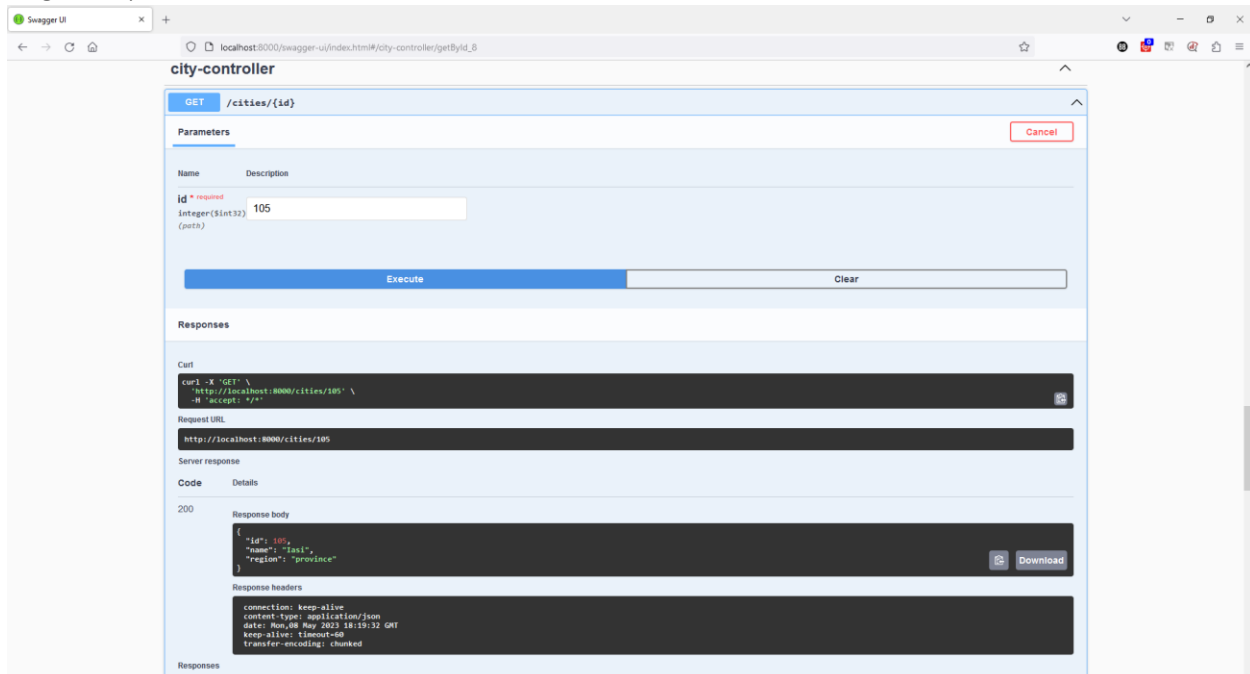 Swagger UI
localhost:8000/swagger-ui/index.html#/city-controller/getById_8
city-controller
GET /cities/{id}
Parameters
Cancel
Name Description
id * required
integer($int32)
(path)
105
Execute
Clear
Responses
Curl
curl -X 'GET' \
'http://localhost:8000/cities/105' \
-H 'accept: */*'
Request URL
http://localhost:8000/cities/105
Server response
Code Details
200
Response body
{
"id": 105,
"name": "Iasi",
"region": "province"
}
Download
Response headers
connection: keep-alive
content-type: application/json
date: Mon,08 May 2023 18:19:32 GMT
keep-alive: timeout=60
transfer-encoding: chunked
Responses